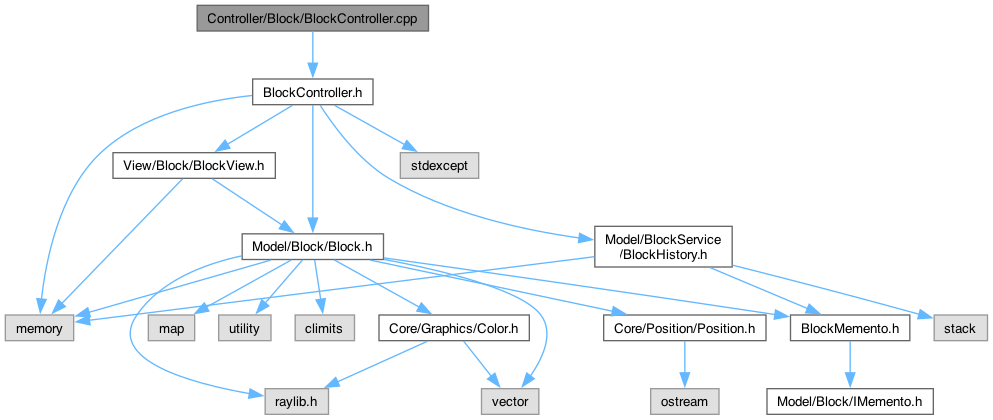 Controller/Block/BlockController.cpp
BlockController.h
View/Block/BlockView.h
stdexcept
Model/Block/Block.h
Model/BlockService
/BlockHistory.h
memory
map
utility
climits
Core/Graphics/Color.h
Core/Position/Position.h
BlockMemento.h
stack
raylib.h
vector
ostream
Model/Block/IMemento.h